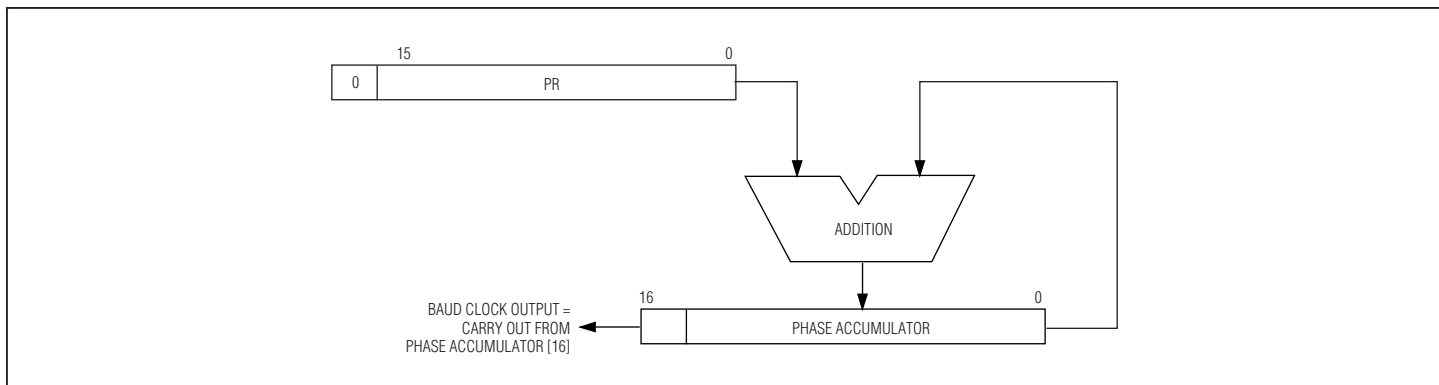 15 0
0 PR
ADDITION
16 0
BAUD CLOCK OUTPUT =
CARRY OUT FROM
PHASE ACCUMULATOR [16]
PHASE ACCUMULATOR